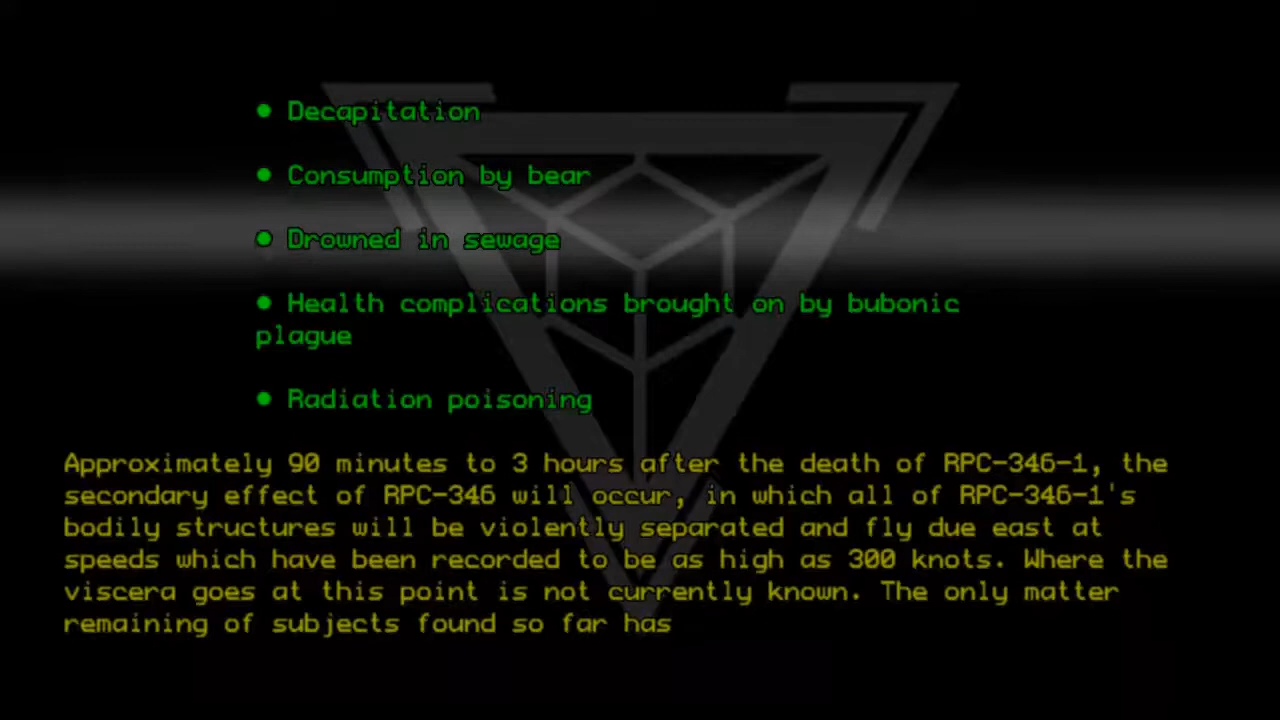 ● Decapitation
● Consumption by bear
● Drowned in sewage
● Health complications brought on by bubonic
plague
● Radiation poisoning
Approximately 90 minutes to 3 hours after the death of RPC-346-1, the
secondary effect of RPC-346 will occur, in which all of RPC-346-1's
bodily structures will be violently separated and fly due east at
speeds which have been recorded to be as high as 300 knots. Where the
viscera goes at this point is not currently known. The only matter
remaining of subjects found so far has